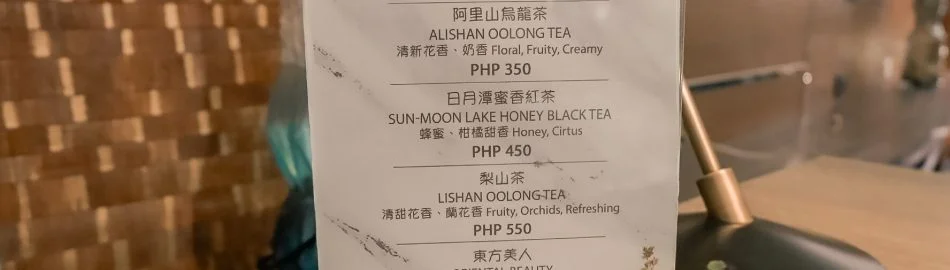 阿里山烏龍茶
ALISHAN OOLONG TEA
清新花香、奶香 Floral, Fruity, Creamy
PHP 350
日月潭蜜香紅茶
SUN-MOON LAKE HONEY BLACK TEA
蜂蜜、柑橘甜香 Honey, Cirtus
PHP 450
梨山茶
LISHAN OOLONG TEA
清甜花香、蘭花香 Fruity, Orchids, Refreshing
PHP 550
東方美人
ORIENTAL BEAUTY